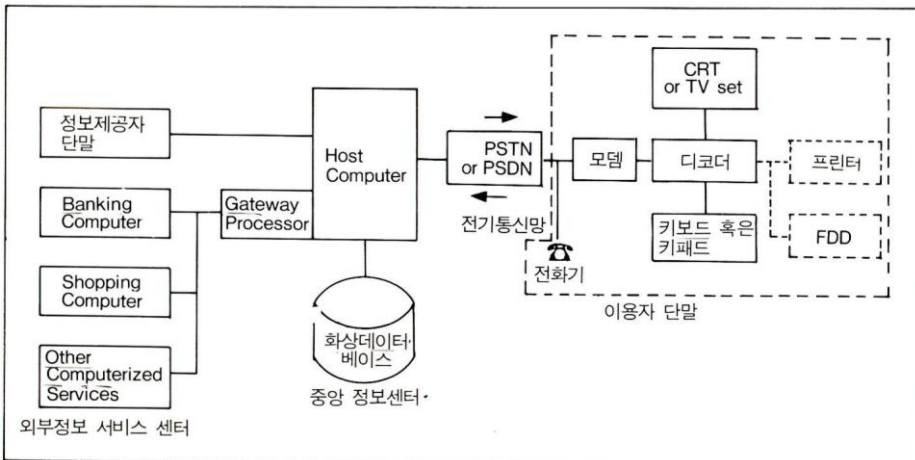 정보제공자
단말
Banking
Computer
Shopping
Computer
Other
Computerized
Services
외부정보 서비스 센터
Gateway
Processor
Host
Computer
화상데이터
베이스
중앙 정보센터
PSTN
or PSDN
전기통신망
전화기
모뎀
CRT
or TV set
디코더
키보드 혹은
키패드
프린터
FDD
이용자 단말